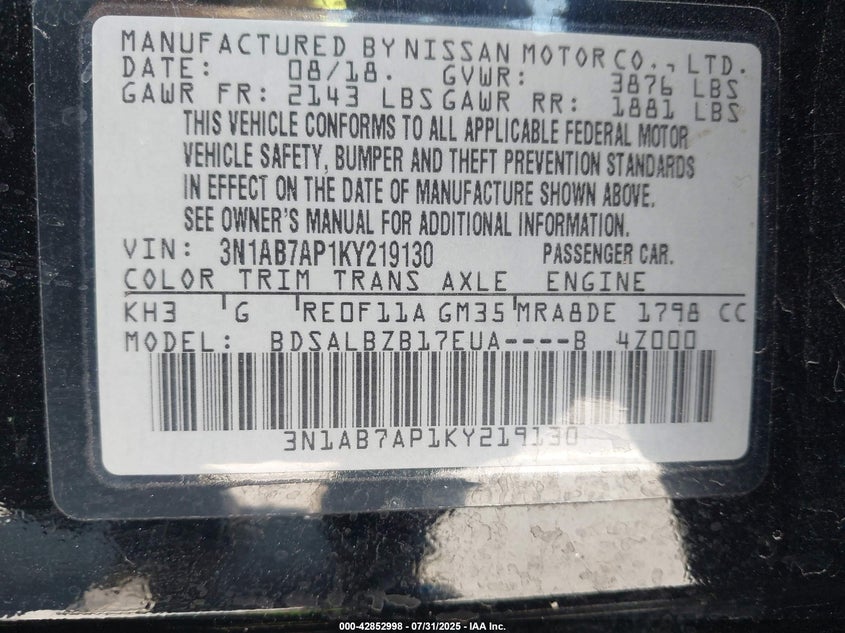 MANUFACTURED BY NISSAN MOTOR CO., LTD.
DATE: 08/18. GVWR: 3876 LBS
GAWR FR: 2143 LBS GAWR RR: 1881 LBS
THIS VEHICLE CONFORMS TO ALL APPLICABLE FEDERAL MOTOR
VEHICLE SAFETY, BUMPER AND THEFT PREVENTION STANDARDS
IN EFFECT ON THE DATE OF MANUFACTURE SHOWN ABOVE.
SEE OWNER'S MANUAL FOR ADDITIONAL INFORMATION.
VIN: 3N1AB7AP1KY219130 PASSENGER CAR.
COLOR TRIM TRANS AXLE ENGINE
KH3 G RE0F11A GM35 MRA8DE 1798 CC
MODEL: BDSALBZB17EUA----B 4Z000
3N1AB7AP1KY219130
000-42852998 - 07/31/2025 - IAA Inc.